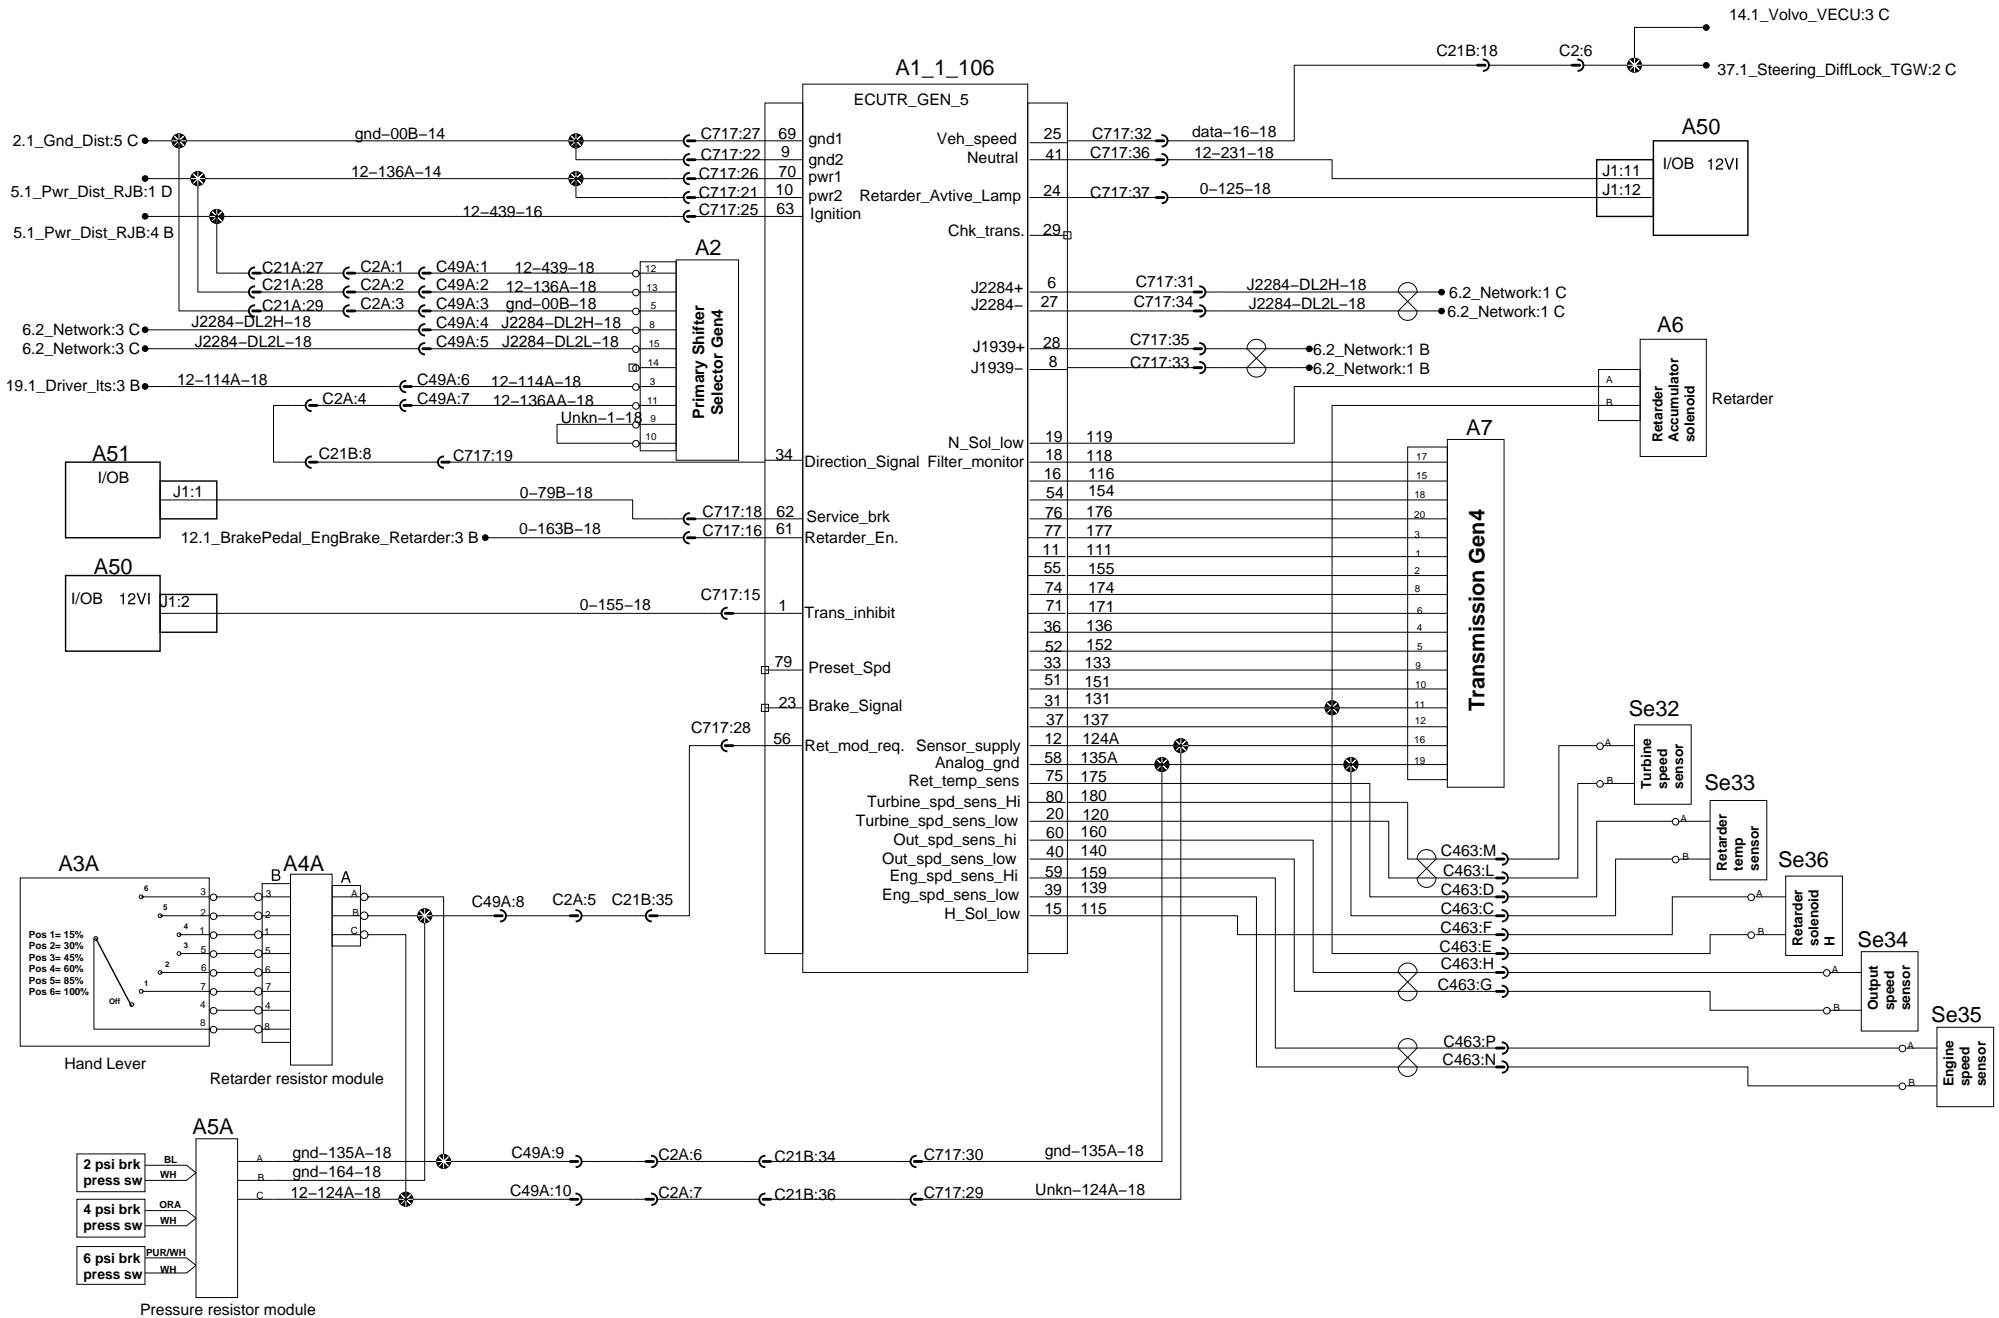 14.1_Volvo_VECU:3 C
C21B:18 C2:6
37.1_Steering_DiffLock_TGW:2 C
A1_1_106
ECUTR_GEN_5
2.1_Gnd_Dist:5 C gnd-00B-14 C717:27 69 gnd1
C717:22 9 gnd2
5.1_Pwr_Dist_RJB:1 D 12-136A-14 C717:26 70 pwr1
C717:21 10 pwr2
5.1_Pwr_Dist_RJB:4 B 12-439-16 C717:25 63 Ignition
Veh_speed 25 C717:32 data-16-18
Neutral 41 C717:36 12-231-18
Retarder_Avtive_Lamp 24 C717:37 0-125-18
Chk_trans. 29
A50
I/OB 12VI
J1:11
J1:12
J2284+ 6 C717:31 J2284-DL2H-18 6.2_Network:1 C
J2284- 27 C717:34 J2284-DL2L-18 6.2_Network:1 C
J1939+ 28 C717:35 6.2_Network:1 B
J1939- 8 C717:33 6.2_Network:1 B
A2
Primary Shifter
Selector Gen4
C21A:27 C2A:1 C49A:1 12-439-18 12
C21A:28 C2A:2 C49A:2 12-136A-18 13
C21A:29 C2A:3 C49A:3 gnd-00B-18 5
6.2_Network:3 C J2284-DL2H-18 C49A:4 J2284-DL2H-18 8
6.2_Network:3 C J2284-DL2L-18 C49A:5 J2284-DL2L-18 15
14
19.1_Driver_Its:3 B 12-114A-18 C49A:6 12-114A-18 3
C2A:4 C49A:7 12-136AA-18 11
Unkn-1-18 9
10
C21B:8 C717:19 34 Direction_Signal
A51
I/OB
J1:1 0-79B-18 C717:18 62 Service_brk
12.1_BrakePedal_EngBrake_Retarder:3 B 0-163B-18 C717:16 61 Retarder_En.
A50
I/OB 12VI J1:2 0-155-18 C717:15 1 Trans_inhibit
79 Preset_Spd
23 Brake_Signal
C717:28 56 Ret_mod_req.
A6
A
B
Retarder
Accumulator
solenoid
Retarder
A7
Transmission Gen4
N_Sol_low 19 119
Filter_monitor 18 118 17
16 116 15
54 154 18
76 176 20
77 177 3
11 111 1
55 155 2
74 174 8
71 171 6
36 136 4
52 152 5
33 133 9
51 151 10
31 131 11
37 137 12
Sensor_supply 12 124A 16
Analog_gnd 58 135A 19
Ret_temp_sens 75 175
Turbine_spd_sens_Hi 80 180
Turbine_spd_sens_low 20 120
Out_spd_sens_hi 60 160
Out_spd_sens_low 40 140
Eng_spd_sens_Hi 59 159
Eng_spd_sens_low 39 139
H_Sol_low 15 115
C463:M
C463:L
C463:D
C463:C
C463:F
C463:E
C463:H
C463:G
C463:P
C463:N
Se32
A
B
Turbine
speed
sensor
Se33
A
B
Retarder
temp
sensor
Se36
A
B
Retarder
solenoid
H
Se34
A
B
Output
speed
sensor
Se35
A
B
Engine
speed
sensor
A3A
Pos 1= 15%
Pos 2= 30%
Pos 3= 45%
Pos 4= 60%
Pos 5= 85%
Pos 6= 100%
Off
6 3
5 2
4 1
3 5
2 6
1 7
4
8
Hand Lever
A4A
B
3
2
1
5
6
7
4
8
A
A
B
C
Retarder resistor module
C49A:8 C2A:5 C21B:35
A5A
2 psi brk
press sw
BL
WH
4 psi brk
press sw
ORA
WH
6 psi brk
press sw
PUR/WH
WH
A gnd-135A-18 C49A:9 C2A:6 C21B:34 C717:30 gnd-135A-18
B gnd-164-18
C 12-124A-18 C49A:10 C2A:7 C21B:36 C717:29 Unkn-124A-18
Pressure resistor module